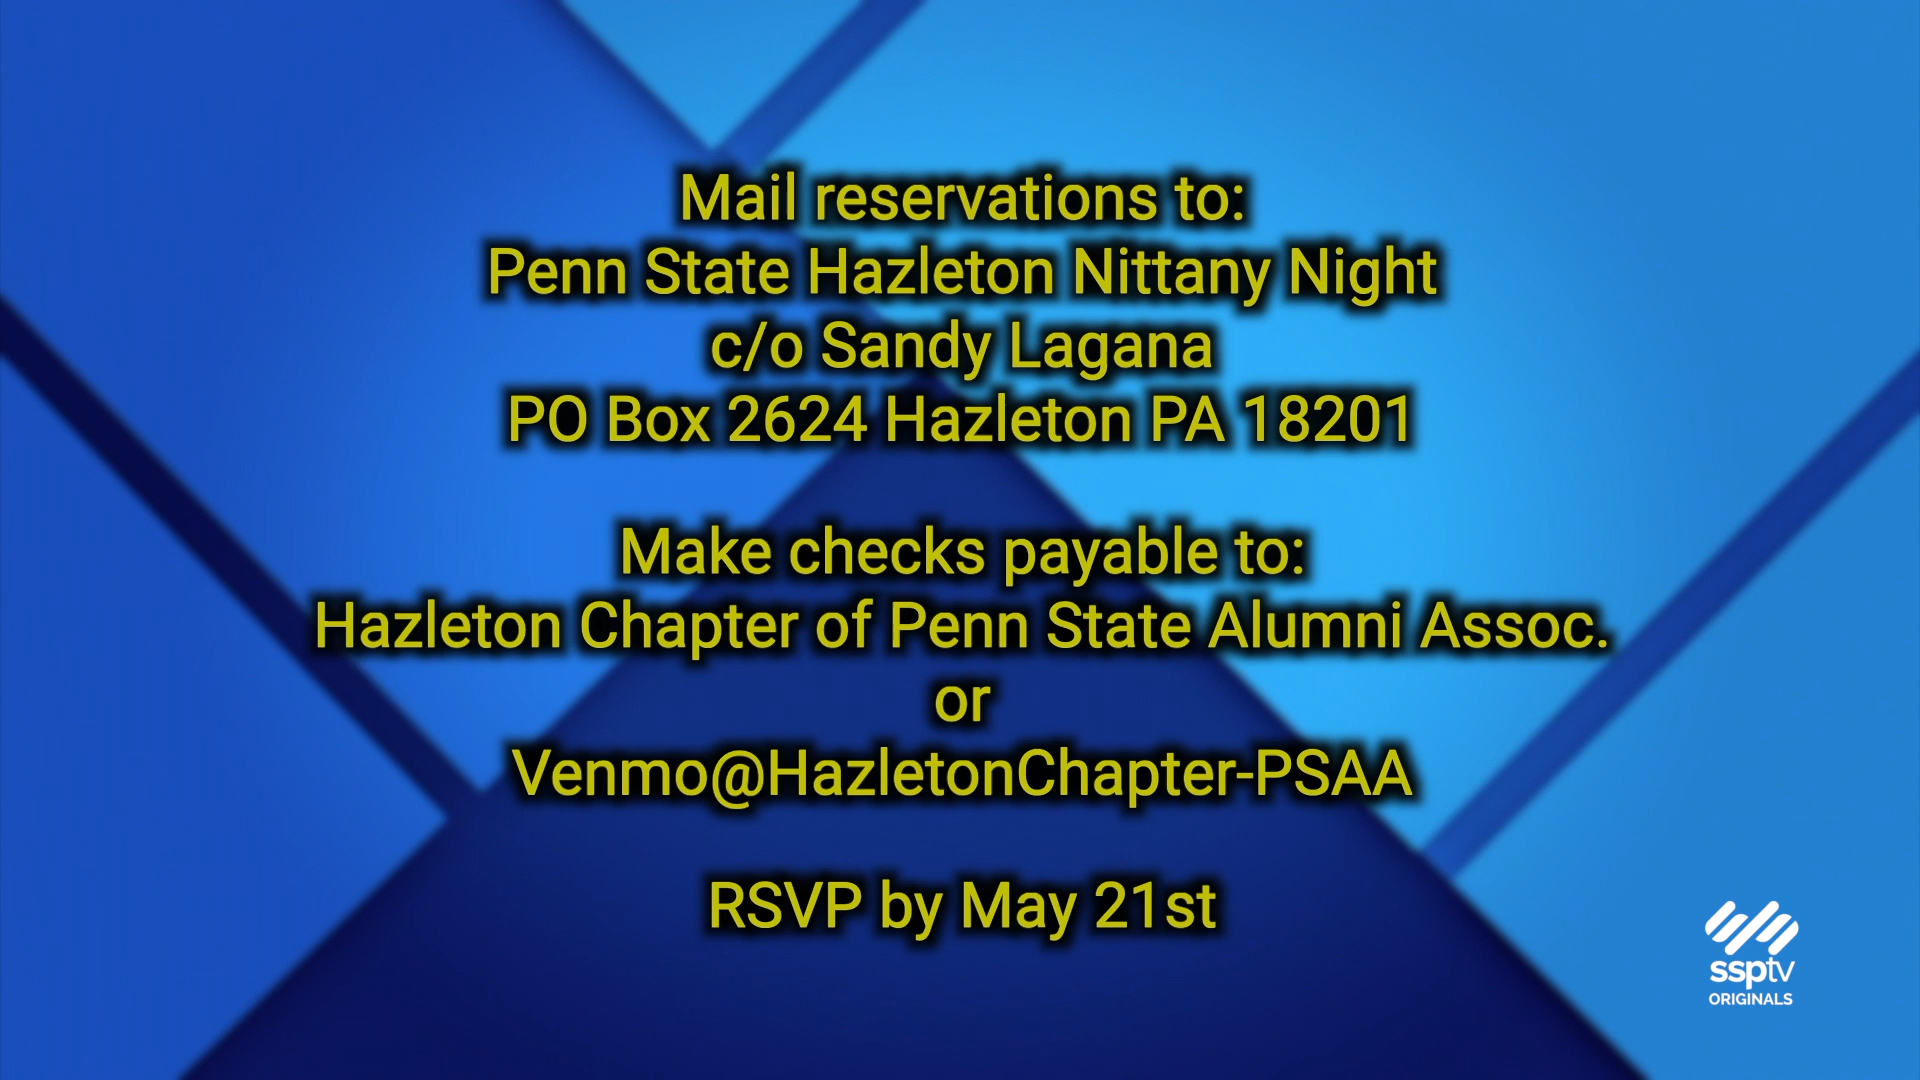 Mail reservations to:
Penn State Hazleton Nittany Night
c/o Sandy Lagana
PO Box 2624 Hazleton PA 18201
Make checks payable to:
Hazleton Chapter of Penn State Alumni Assoc.
or
Venmo@HazletonChapter-PSAA
RSVP by May 21st
ssptv
ORIGINALS